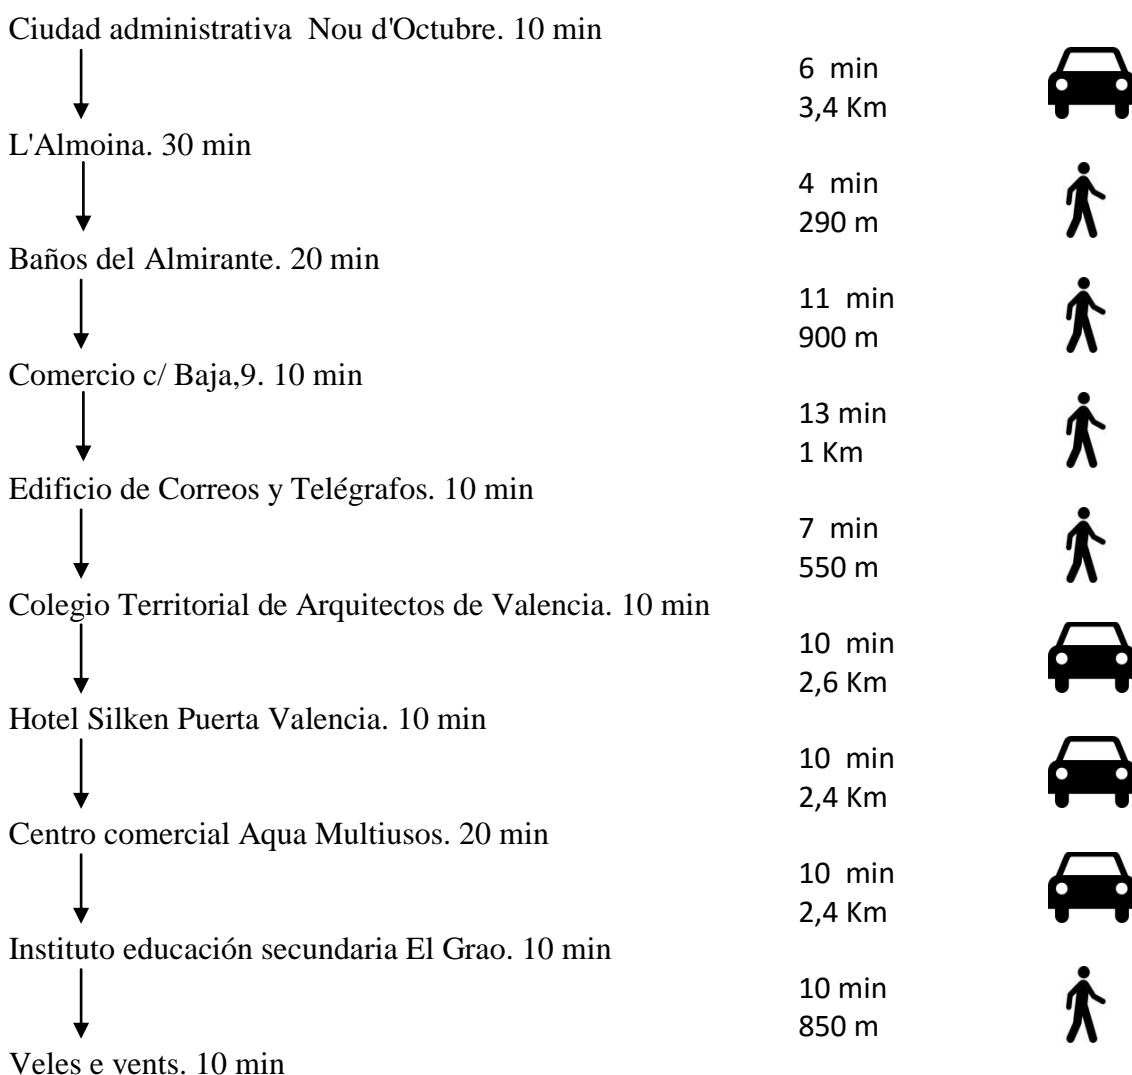 Ciudad administrativa  Nou d'Octubre. 10 min
6  min
3,4 Km
L'Almoina. 30 min
4  min
290 m
Baños del Almirante. 20 min
11  min
900 m
Comercio c/ Baja,9. 10 min
13 min
1 Km
Edificio de Correos y Telégrafos. 10 min
7  min
550 m
Colegio Territorial de Arquitectos de Valencia. 10 min
10  min
2,6 Km
Hotel Silken Puerta Valencia. 10 min
10  min
2,4 Km
Centro comercial Aqua Multiusos. 20 min
10  min
2,4 Km
Instituto educación secundaria El Grao. 10 min
10 min
850 m
Veles e vents. 10 min